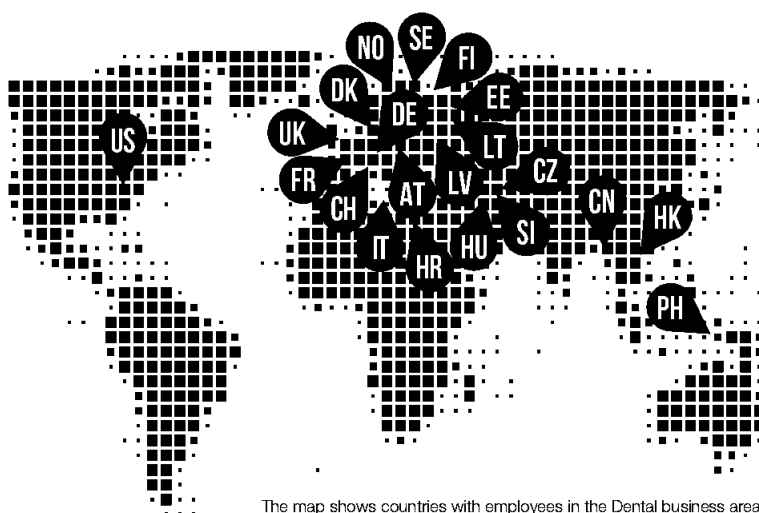 NO
SE
FI
DK
DE
EE
US
UK
LT
FR
CZ
CH
AT
LV
CN
HK
IT
HR
HU
SI
PH
The map shows countries with employees in the Dental business area